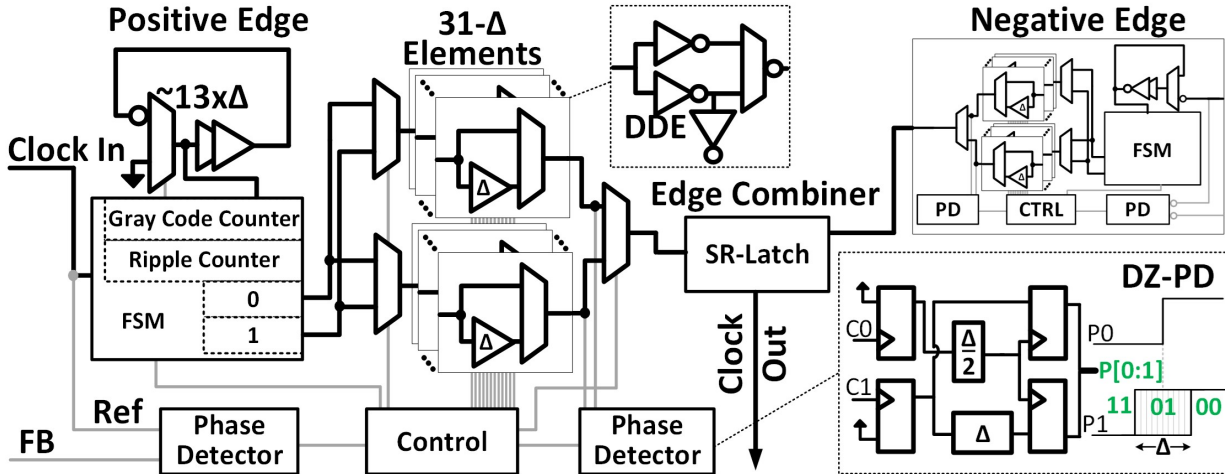 Positive Edge
31-Δ
Elements
Negative Edge
~13xΔ
Clock In
DDE
Δ
Δ
FSM
PD
CTRL
PD
Gray Code Counter
Ripple Counter
0
FSM
1
Δ
Δ
Edge Combiner
SR-Latch
Clock
Out
DZ-PD
C0
Δ
2
P0
P[0:1]
C1
Δ
P1
11
01
00
Δ
Ref
FB
Phase
Detector
Control
Phase
Detector